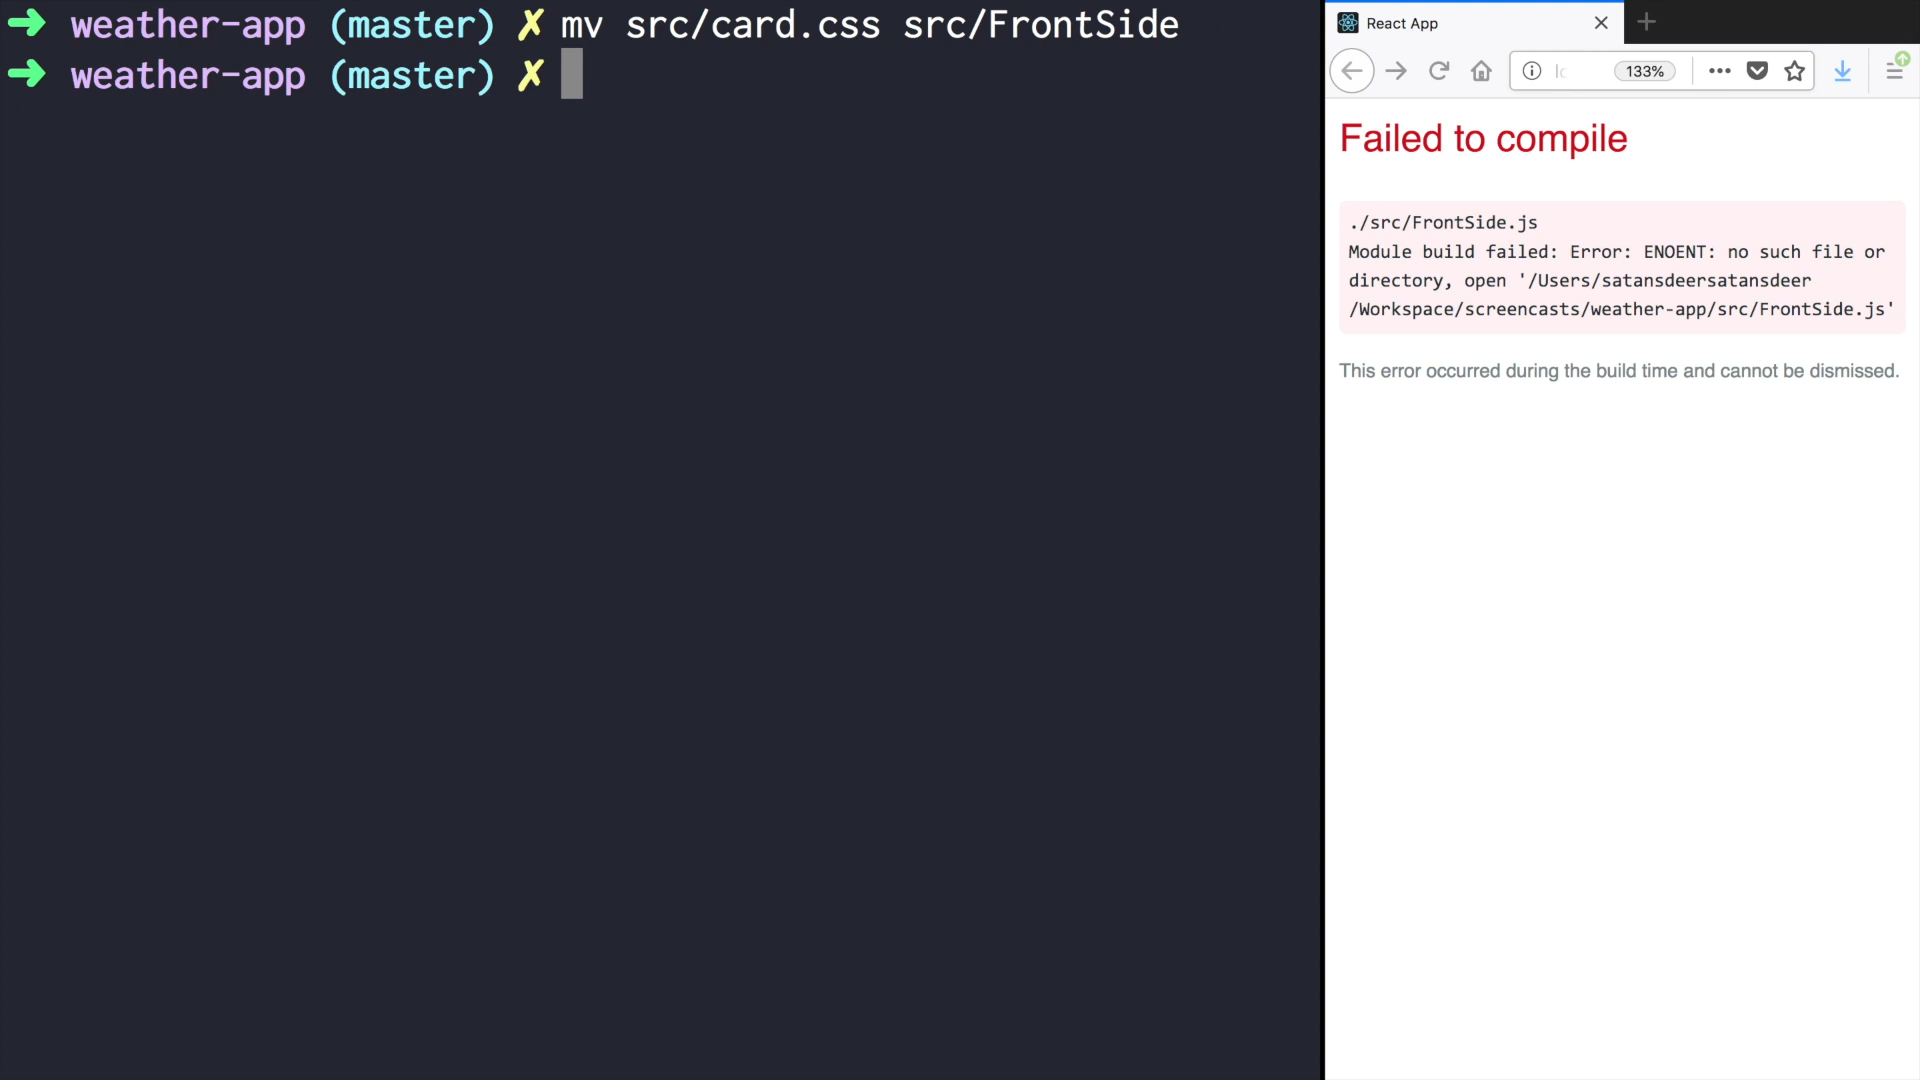 ➜ weather-app (master) ✗ mv src/card.css src/FrontSide
➜ weather-app (master) ✗
React App
133%
Failed to compile
./src/FrontSide.js
Module build failed: Error: ENOENT: no such file or
directory, open '/Users/satansdeersatansdeer
/Workspace/screencasts/weather-app/src/FrontSide.js'
This error occurred during the build time and cannot be dismissed.